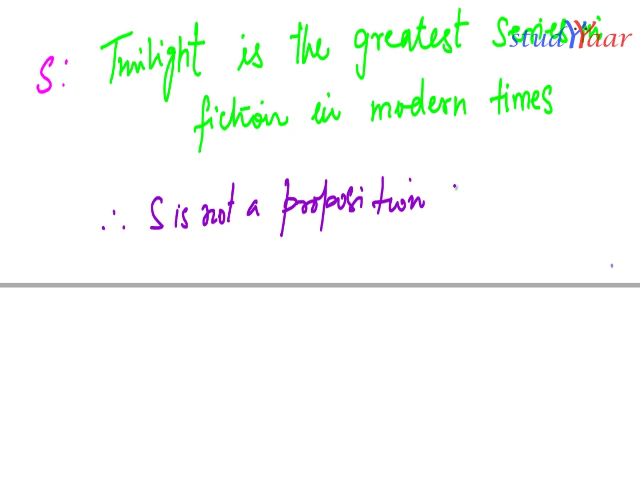 S: Twilight is the greatest series in
studYYaar
fiction in modern times
∴ S is not a proposition